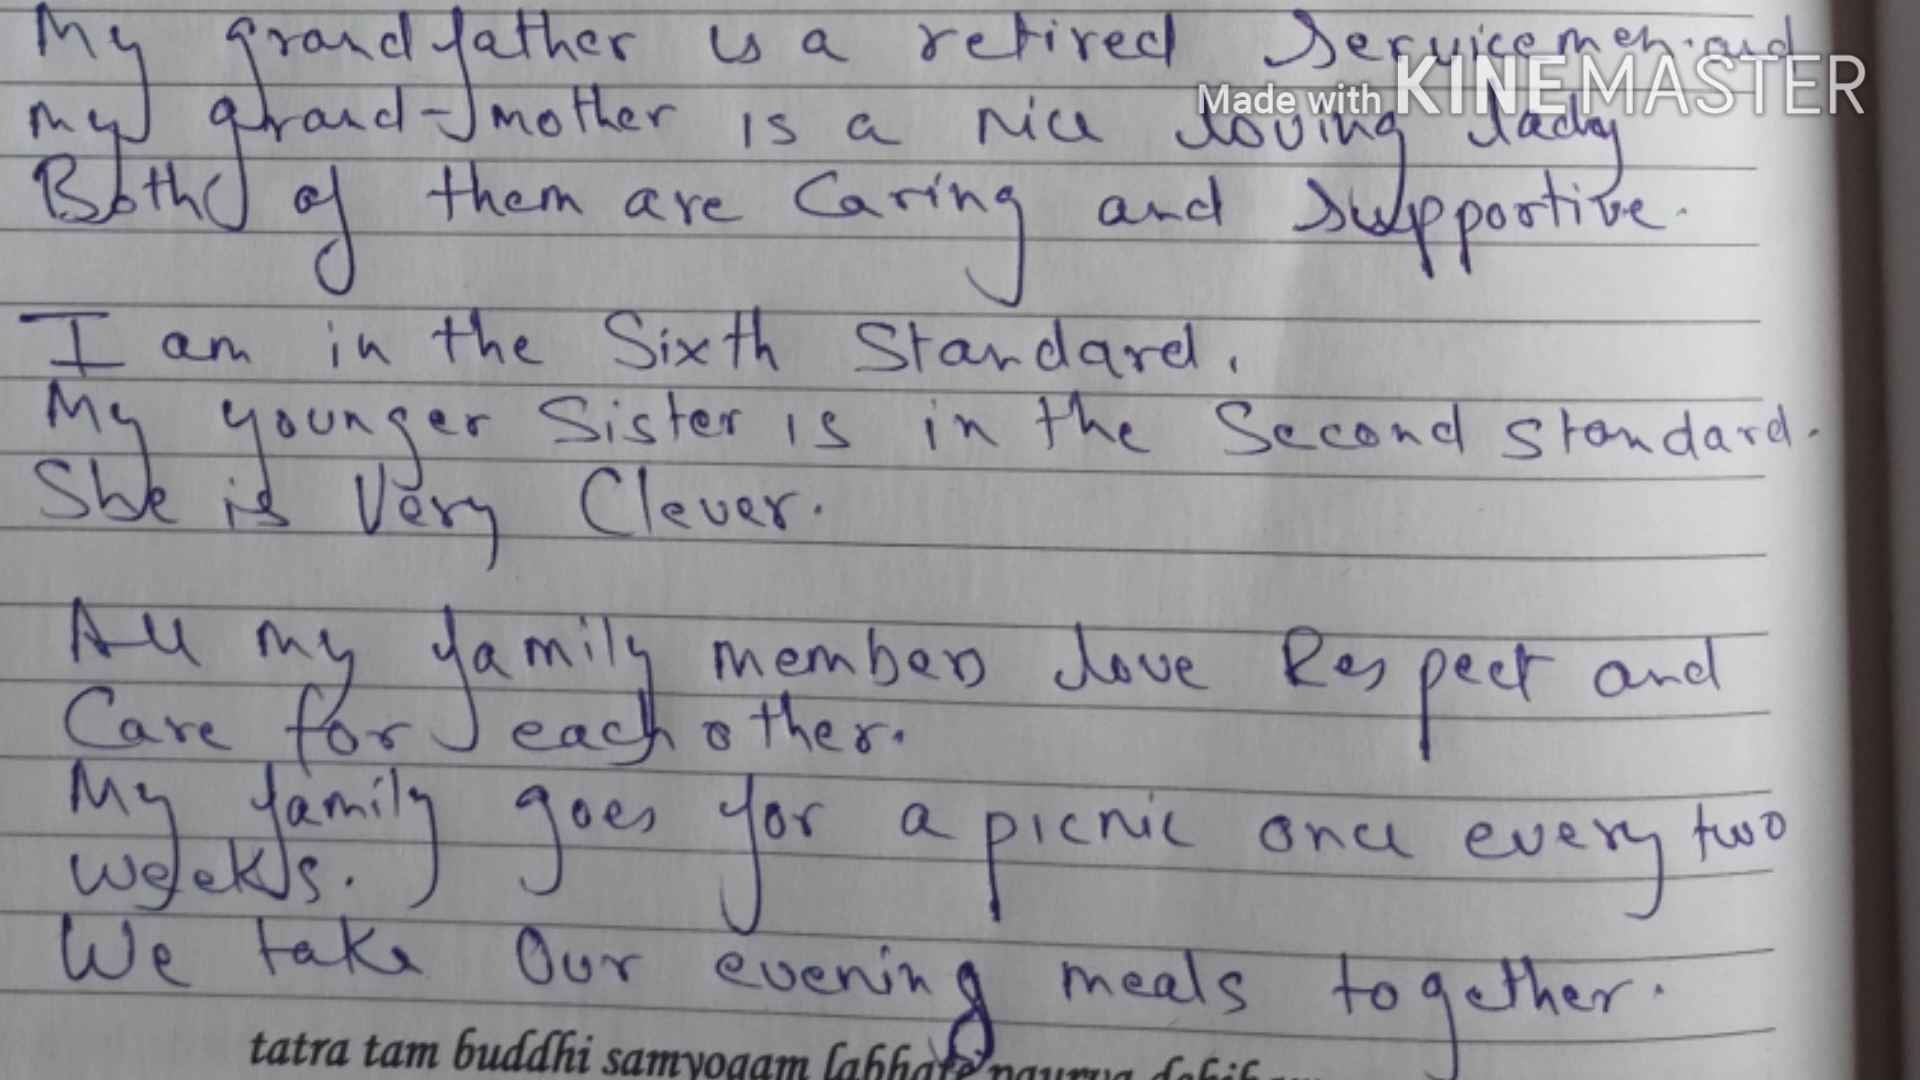 My grandfather is a retired Servicemen. and
Made with KINEMASTER
my grand-mother is a nice loving lady
Both of them are Caring and Supportive.
I am in the Sixth Standard.
My younger Sister is in the Second Standard.
She is Very Clever.
All my family members love Respect and
Care for each other.
My family goes for a picnic once every two
weeks.
We take Our evening meals together.
tatra tam buddhi samyogam labhate paurva